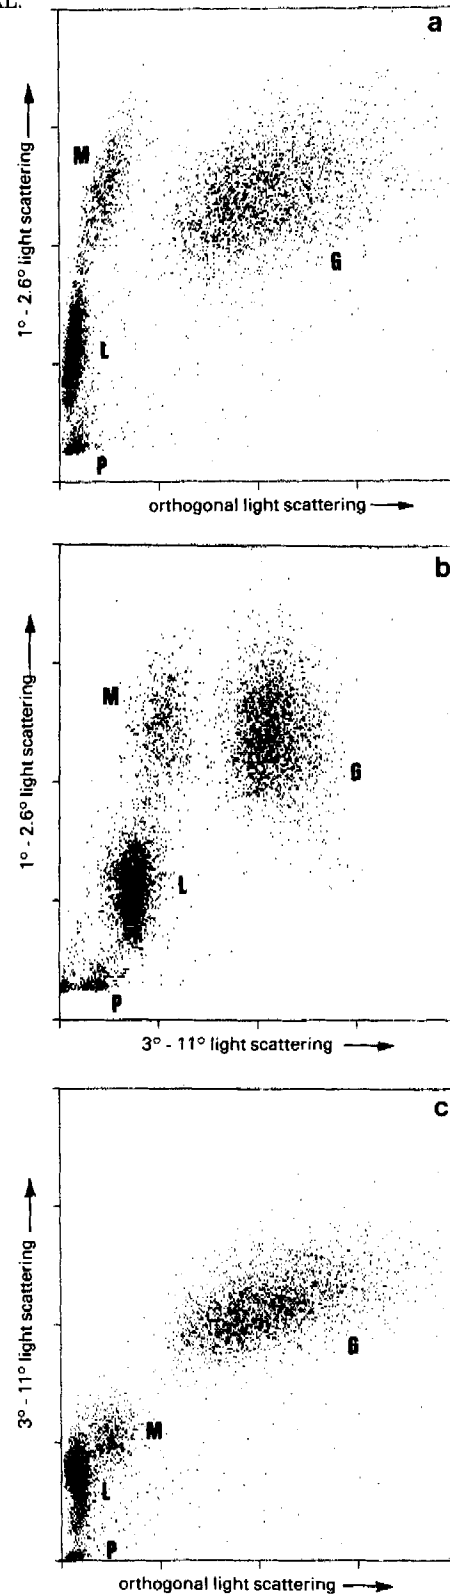 AL.
a
M
1° - 2.6° light scattering
G
L
P
orthogonal light scattering
b
M
1° - 2.6° light scattering
G
L
P
3° - 11° light scattering
c
3° - 11° light scattering
G
M
L
P
orthogonal light scattering